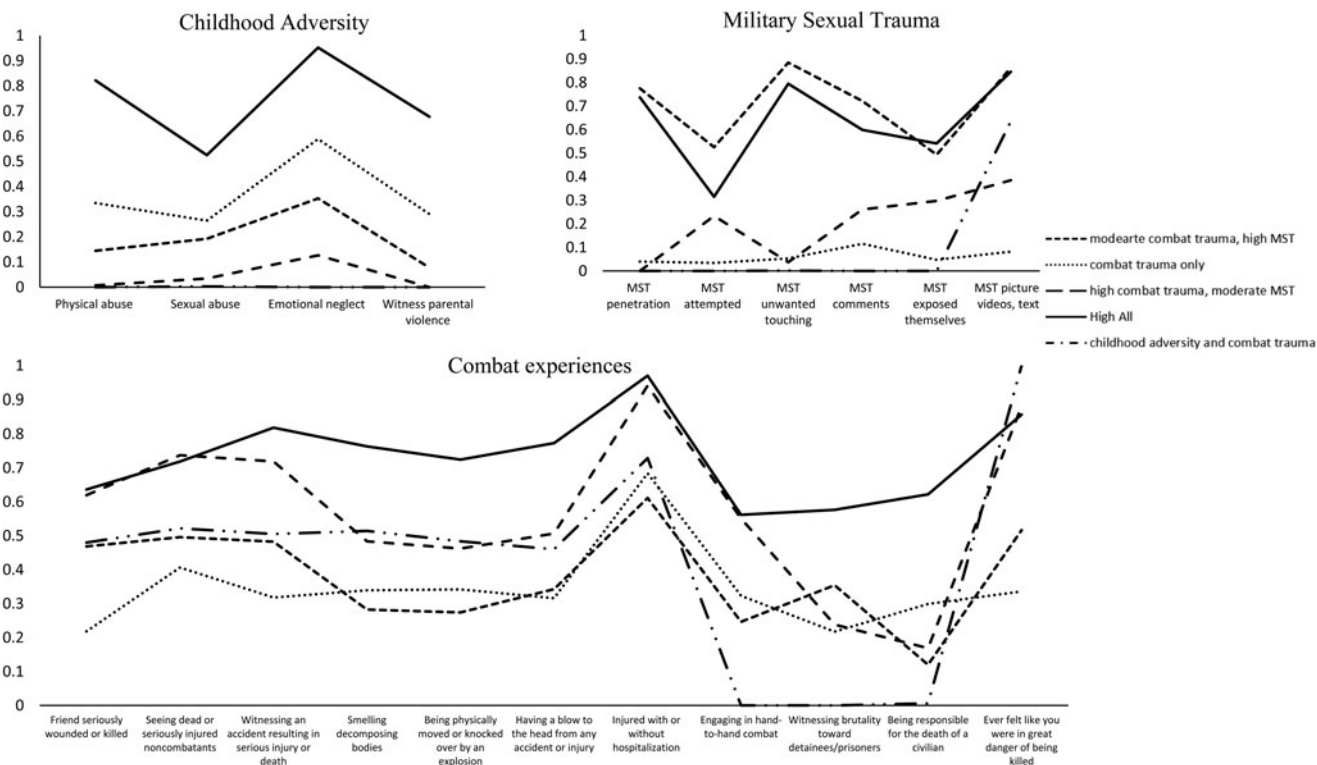 Childhood Adversity
1
0.9
0.8
0.7
0.6
0.5
0.4
0.3
0.2
0.1
0
Physical abuse
Sexual abuse
Emotional neglect
Witness parental
violence
Military Sexual Trauma
1
0.9
0.8
0.7
0.6
0.5
0.4
0.3
0.2
0.1
0
MST
penetration
MST
attempted
MST
unwanted
touching
MST
comments
MST
exposed
themselves
MST picture
videos, text
modearte combat trauma, high MST
combat trauma only
high combat trauma, moderate MST
High All
childhood adversity and combat trauma
Combat experiences
1
0.9
0.8
0.7
0.6
0.5
0.4
0.3
0.2
0.1
0
Friend seriously
wounded or killed
Seeing dead or
seriously injured
noncombatants
Witnessing an
accident resulting in
serious injury or
death
Smelling
decomposing
bodies
Being physically
moved or knocked
over by an
explosion
Having a blow to
the head from any
accident or injury
Injured with or
without
hospitalization
Engaging in hand-
to-hand combat
Witnessing brutality
toward
detainees/prisoners
Being responsible
for the death of a
civilian
Ever felt like you
were in great
danger of being
killed